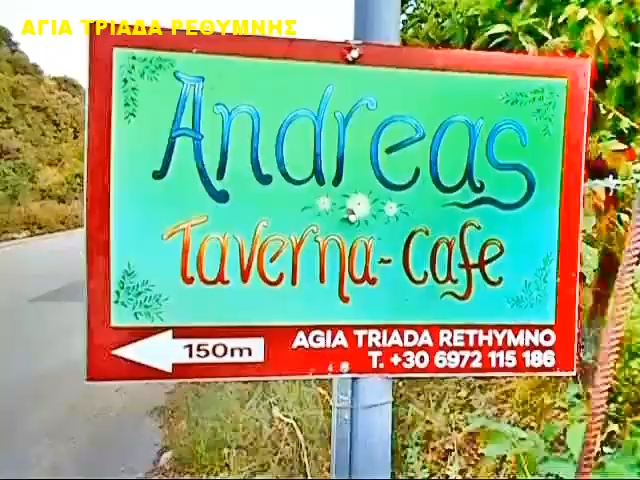 ΑΓΙΑ ΤΡΙΑΔΑ ΡΕΘΥΜΝΗΣ
Andreas
Taverna-Cafe
150m
AGIA TRIADA RETHYMNO
T. +30 6972 115 186